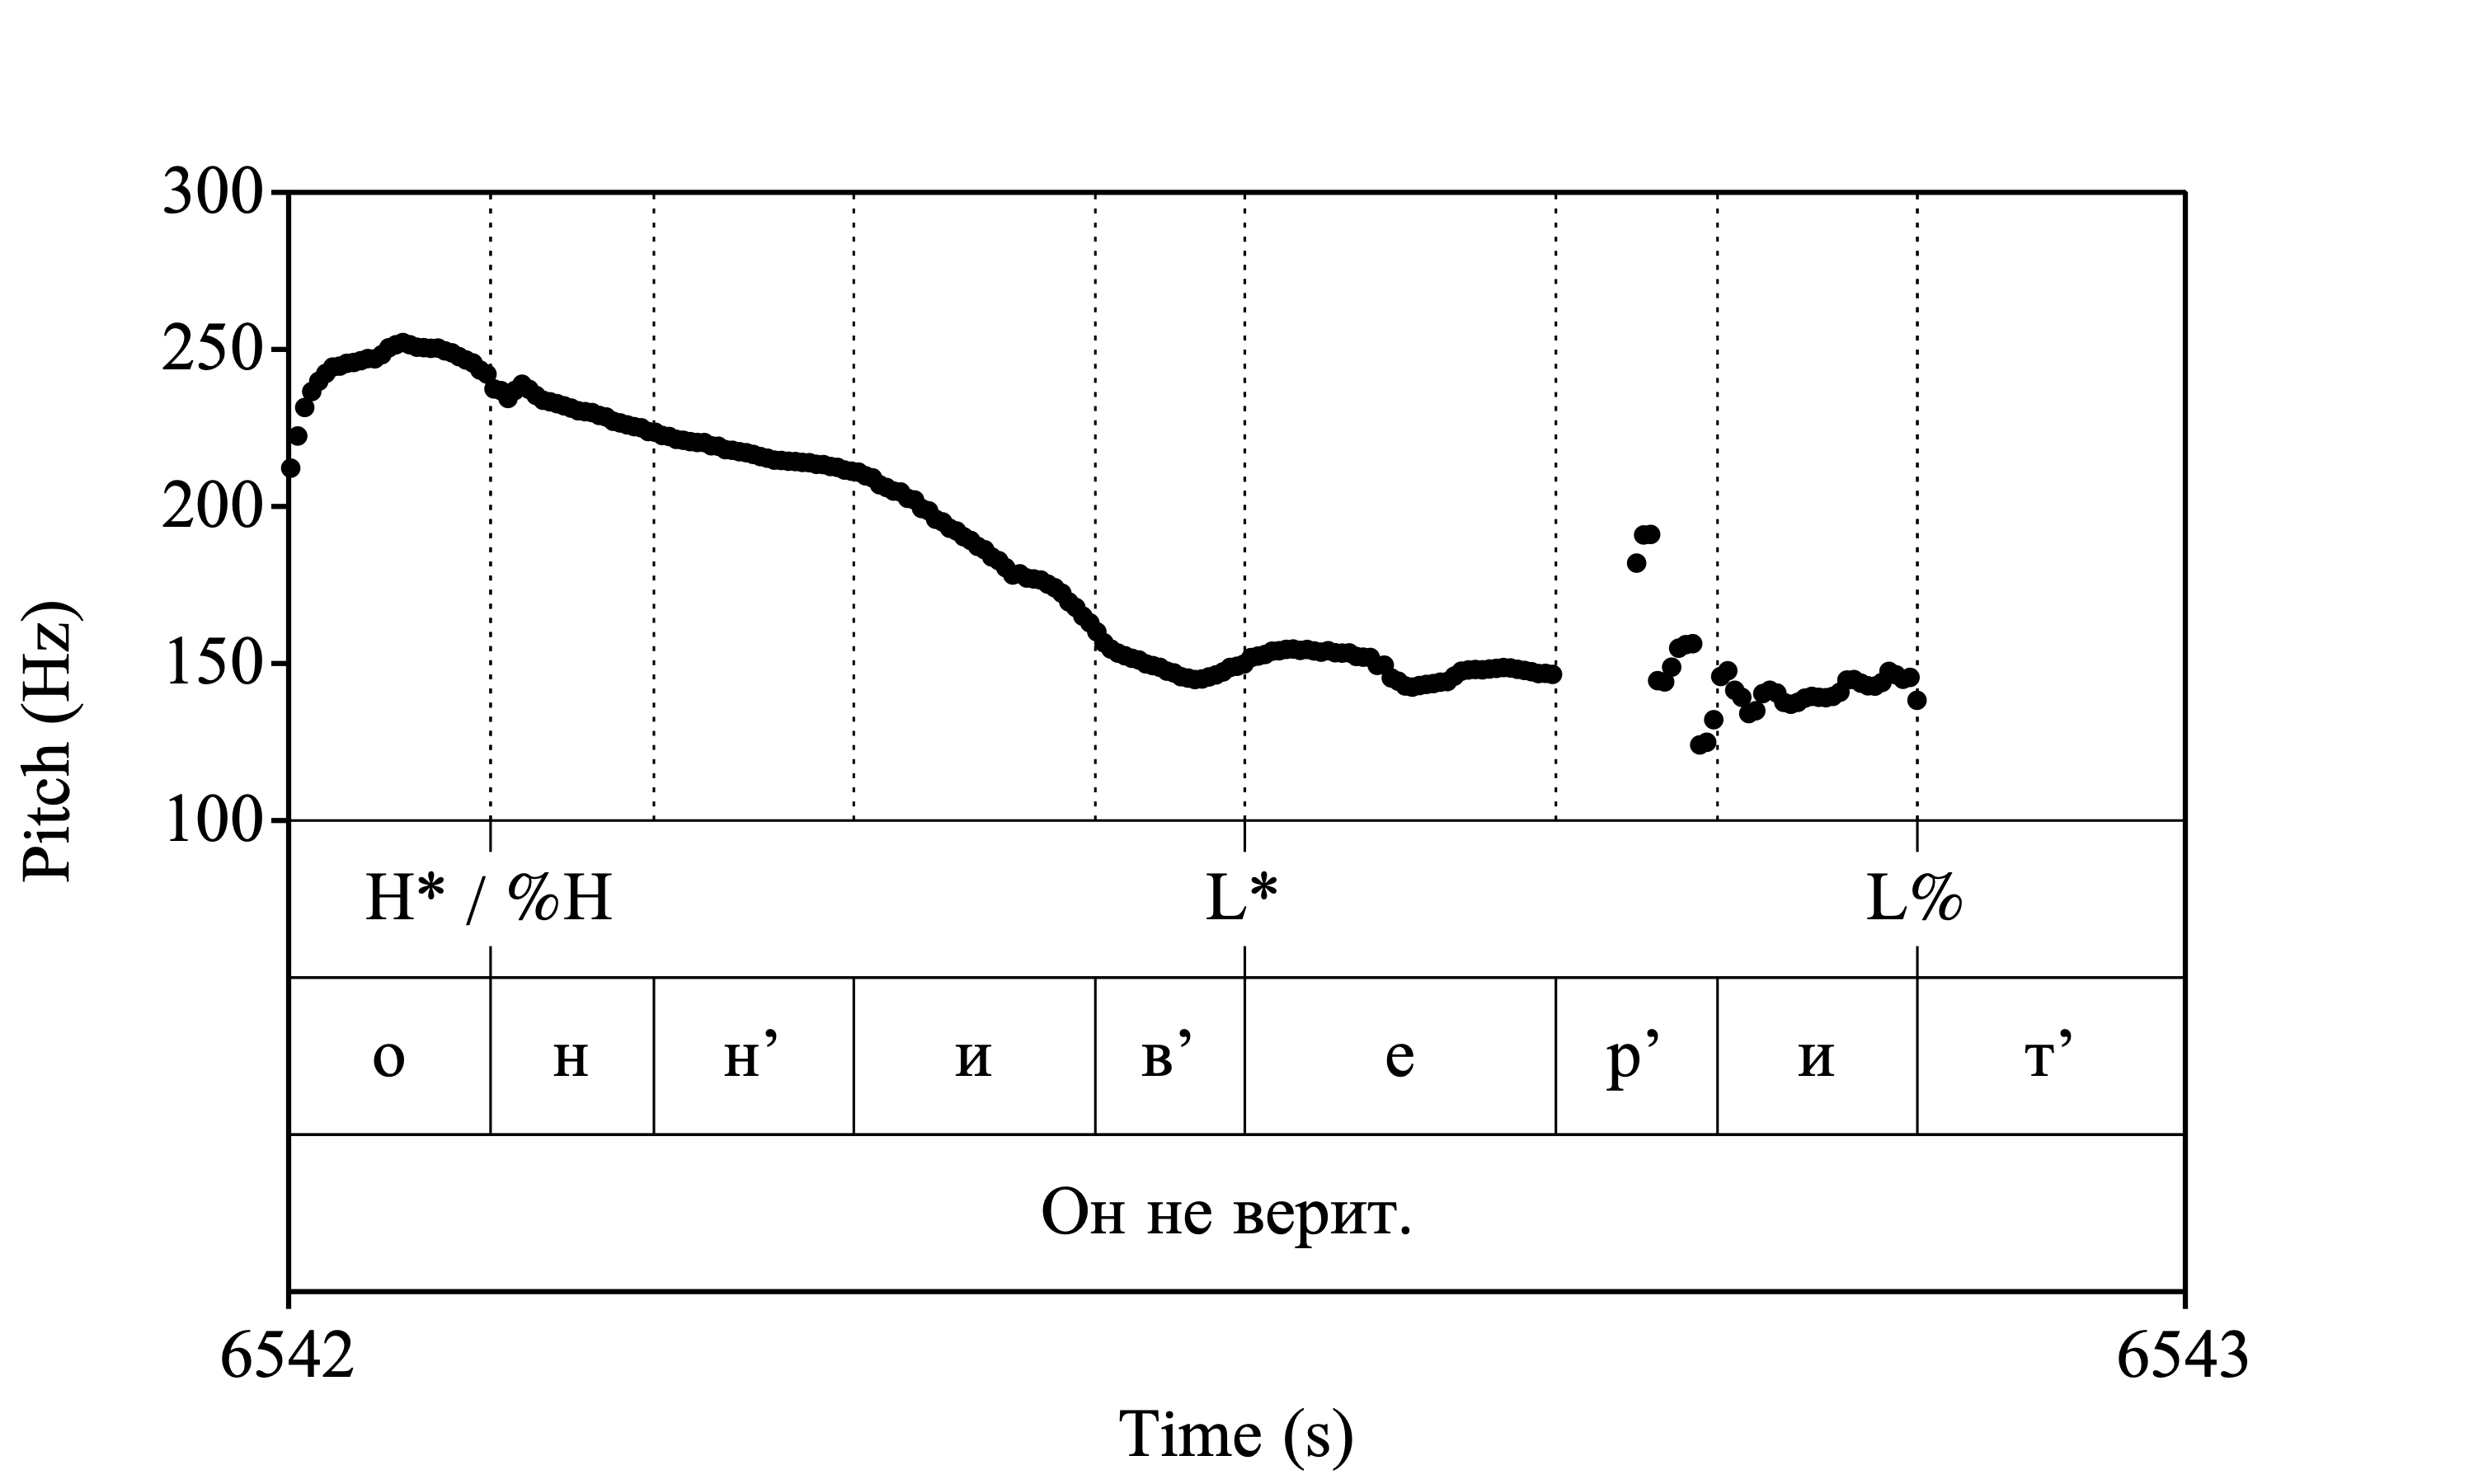 300
250
200
150
100
Pitch (Hz)
H* / %H L* L%
о н н’ и в’ е р’ и т’
Он не верит.
6542 6543
Time (s)